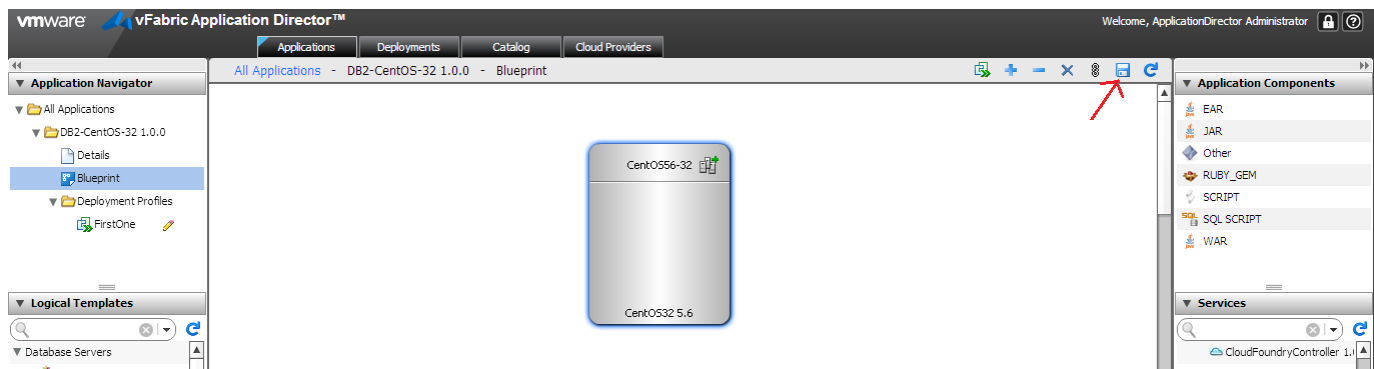 vmware vFabric Application Director™
Welcome, ApplicationDirector Administrator
Applications Deployments Catalog Cloud Providers
Application Navigator
All Applications
DB2-CentOS-32 1.0.0
Details
Blueprint
Deployment Profiles
FirstOne
Logical Templates
Database Servers
All Applications - DB2-CentOS-32 1.0.0 - Blueprint
CentOS56-32
CentOS32 5.6
Application Components
EAR
JAR
Other
RUBY_GEM
SCRIPT
SQL SQL SCRIPT
WAR
Services
CloudFoundryController 1.